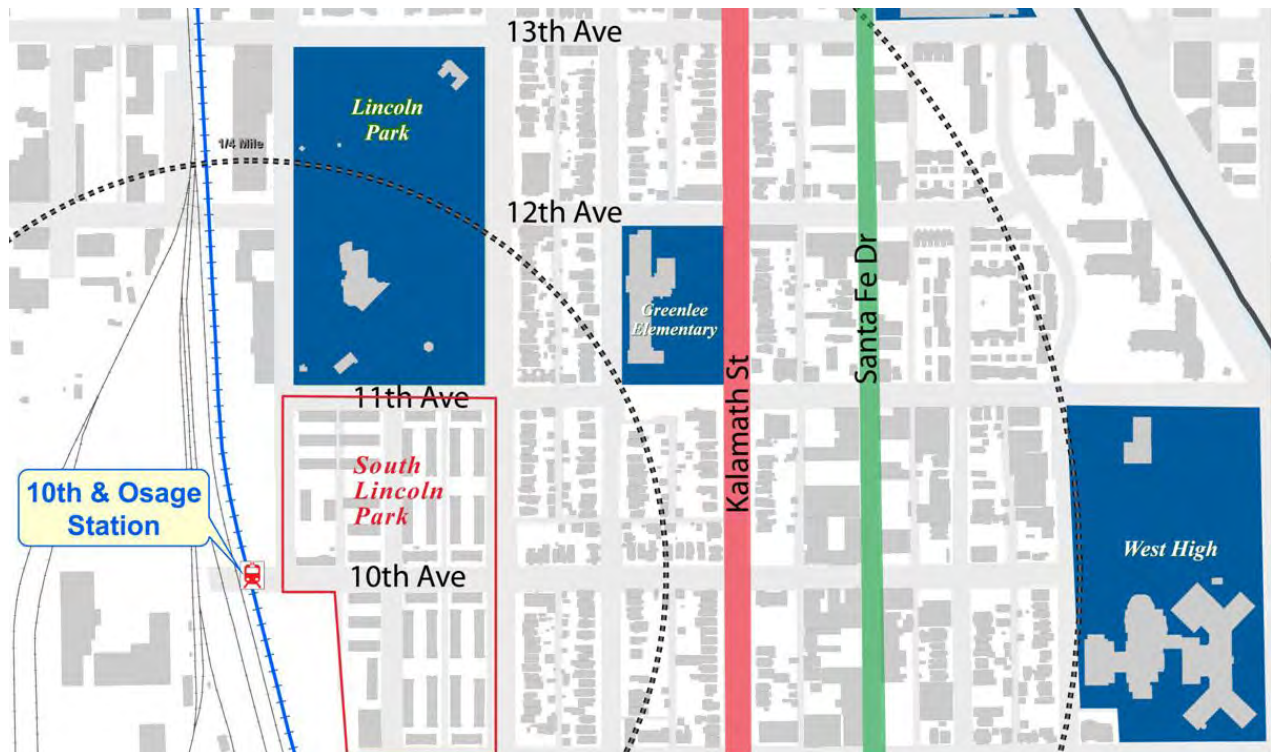 13th Ave
Lincoln
Park
1/4 Mile
12th Ave
Santa Fe Dr
Greenlee
Elementary
Kalamath St
11th Ave
South
Lincoln
Park
10th & Osage
Station
West High
10th Ave